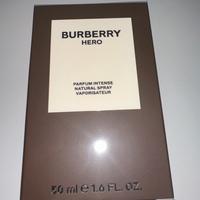 BURBERRY
HERO
PARFUM INTENSE
NATURAL SPRAY
VAPORISATEUR
50 ml ℮ 1.6 FL. OZ.